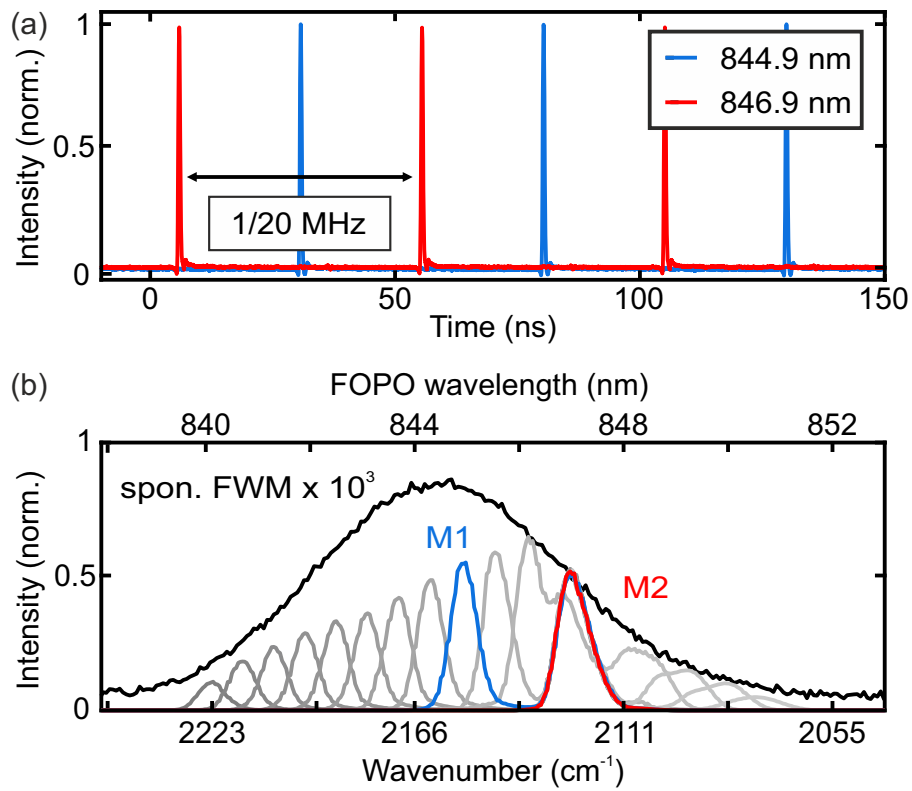 (a)
Intensity (norm.)
1
0.5
0
844.9 nm
846.9 nm
1/20 MHz
0 50 100 150
Time (ns)
(b)
FOPO wavelength (nm)
840 844 848 852
Intensity (norm.)
1
0.5
0
spon. FWM x 10³
M1
M2
2223 2166 2111 2055
Wavenumber (cm⁻¹)